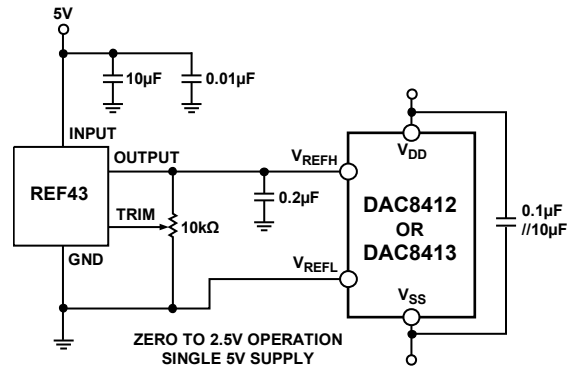 5V
10µF
0.01µF
INPUT
OUTPUT
REF43
TRIM
GND
10kΩ
0.2µF
VREFH
VREFL
VDD
DAC8412
OR
DAC8413
VSS
0.1µF
//10µF
ZERO TO 2.5V OPERATION
SINGLE 5V SUPPLY